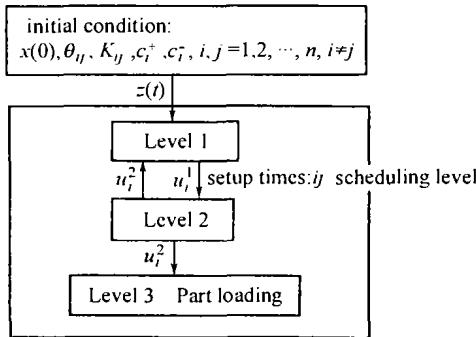 initial condition:
x(0), θ_{ij}, K_{ij}, c_i^+, c_i^-, i, j =1,2, ···, n, i≠j
z(t)
Level 1
u_i^2 u_i^1 setup times:ij scheduling level
Level 2
u_i^2
Level 3 Part loading